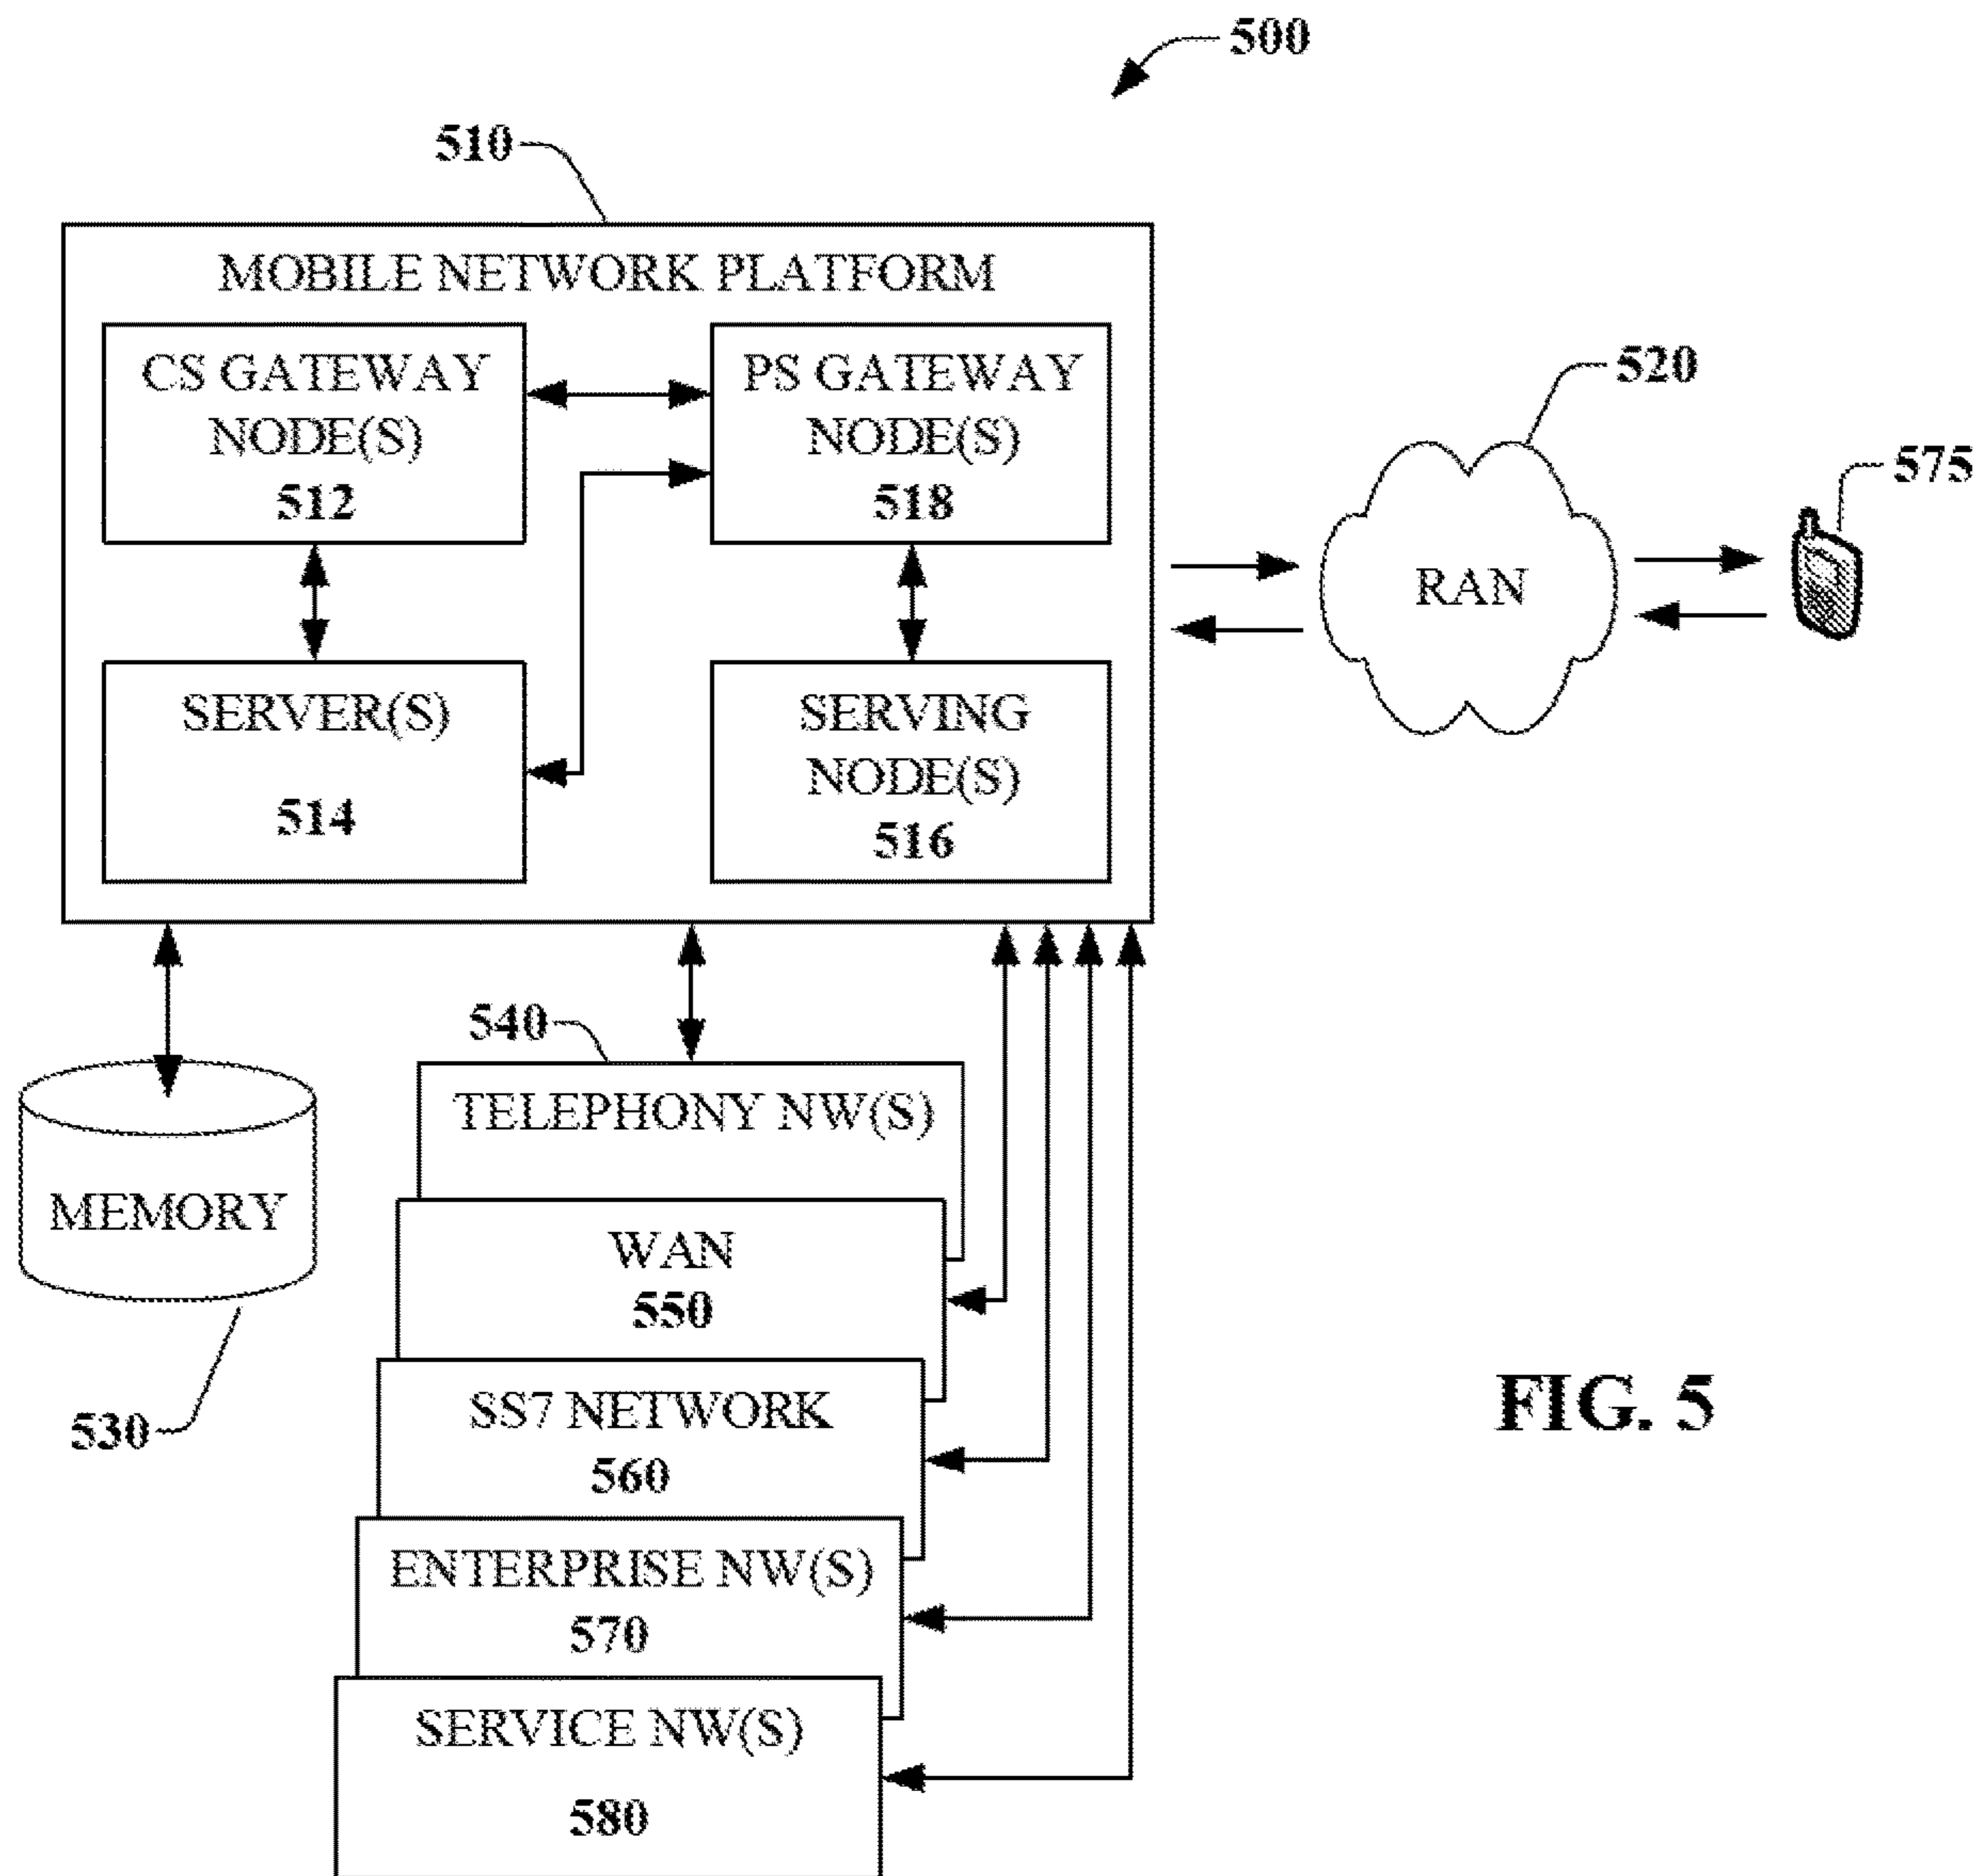 500
510
MOBILE NETWORK PLATFORM
CS GATEWAY
NODE(S)
512
PS GATEWAY
NODE(S)
518
SERVER(S)
514
SERVING
NODE(S)
516
520
RAN
575
540
TELEPHONY NW(S)
MEMORY
530
WAN
550
SS7 NETWORK
560
ENTERPRISE NW(S)
570
SERVICE NW(S)
580
FIG. 5